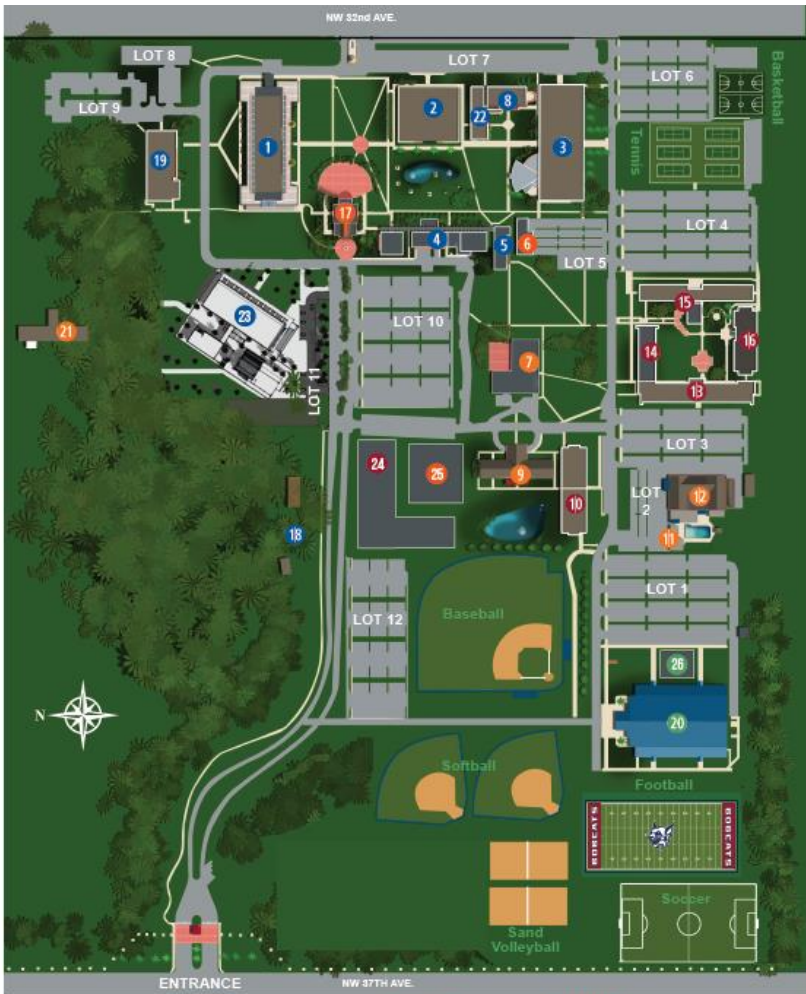 NW 32nd AVE.
LOT 8
LOT 7
LOT 6
Basketball
LOT 9
2
8
22
1
3
19
Tennis
17
LOT 4
4
5
6
LOT 5
15
23
LOT 10
21
16
7
14
LOT 11
13
LOT 3
24
25
9
12
10
LOT
2
18
11
LOT 1
LOT 12
Baseball
26
N
20
Softball
Football
BOBCATS
BOBCATS
Soccer
Sand
Volleyball
ENTRANCE
NW 37TH AVE.